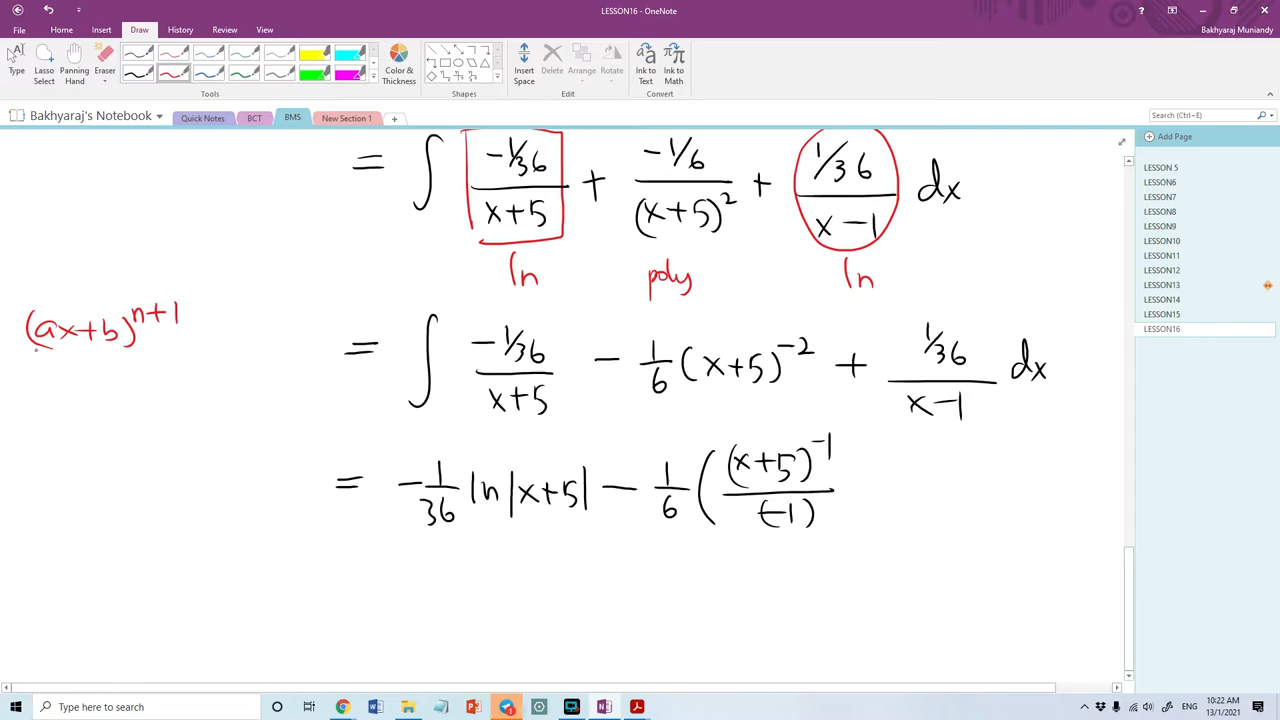 LESSON16 - OneNote
Bakhyaraj Muniandy
File Home Insert Draw History Review View
Type Lasso Select Panning Hand Eraser Color & Thickness Insert Space Delete Arrange Rotate Ink to Text Ink to Math
Tools Shapes Edit Convert
Bakhyaraj's Notebook Quick Notes BCT BMS New Section 1 Search (Ctrl+E)
Add Page
LESSON 5
LESSON6
LESSON7
LESSON8
LESSON9
LESSON10
LESSON11
LESSON12
LESSON13
LESSON14
LESSON15
LESSON16
= ∫ (-1/36)/(x+5) + (-1/6)/(x+5)² + (1/36)/(x-1) dx
ln poly ln
(ax+b)ⁿ⁺¹
= ∫ (-1/36)/(x+5) - 1/6 (x+5)⁻² + (1/36)/(x-1) dx
= -1/36 ln|x+5| - 1/6 ( (x+5)⁻¹/(-1)
Type here to search
10:22 AM
13/1/2021